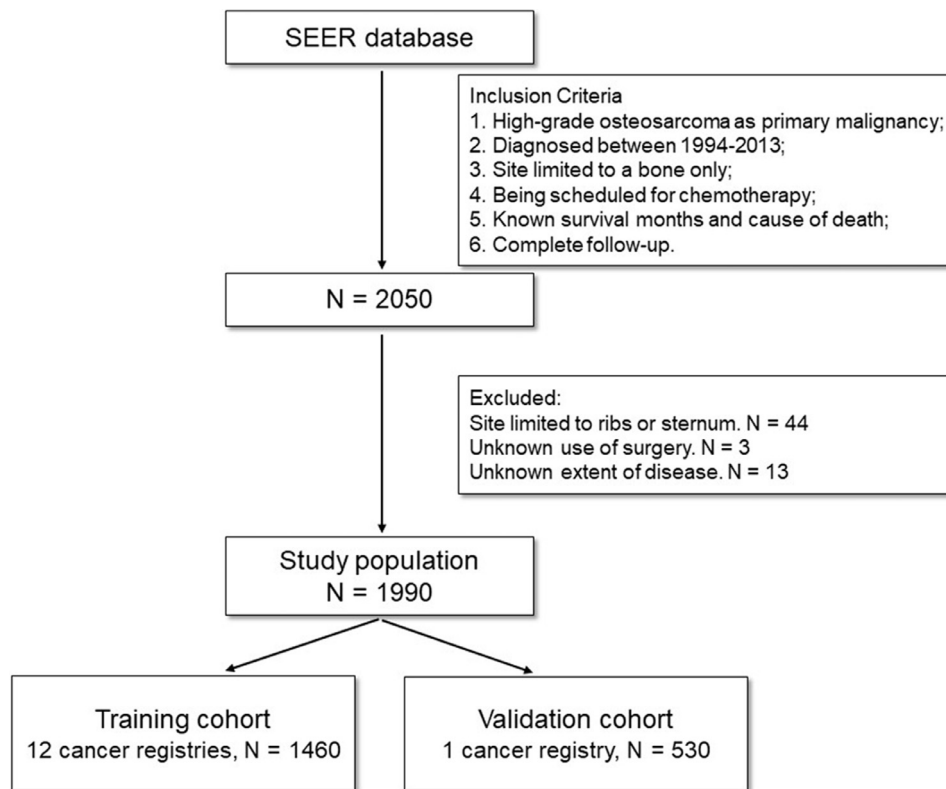 SEER database
Inclusion Criteria
1. High-grade osteosarcoma as primary malignancy;
2. Diagnosed between 1994-2013;
3. Site limited to a bone only;
4. Being scheduled for chemotherapy;
5. Known survival months and cause of death;
6. Complete follow-up.
N = 2050
Excluded:
Site limited to ribs or sternum. N = 44
Unknown use of surgery. N = 3
Unknown extent of disease. N = 13
Study population
N = 1990
Training cohort
12 cancer registries, N = 1460
Validation cohort
1 cancer registry, N = 530